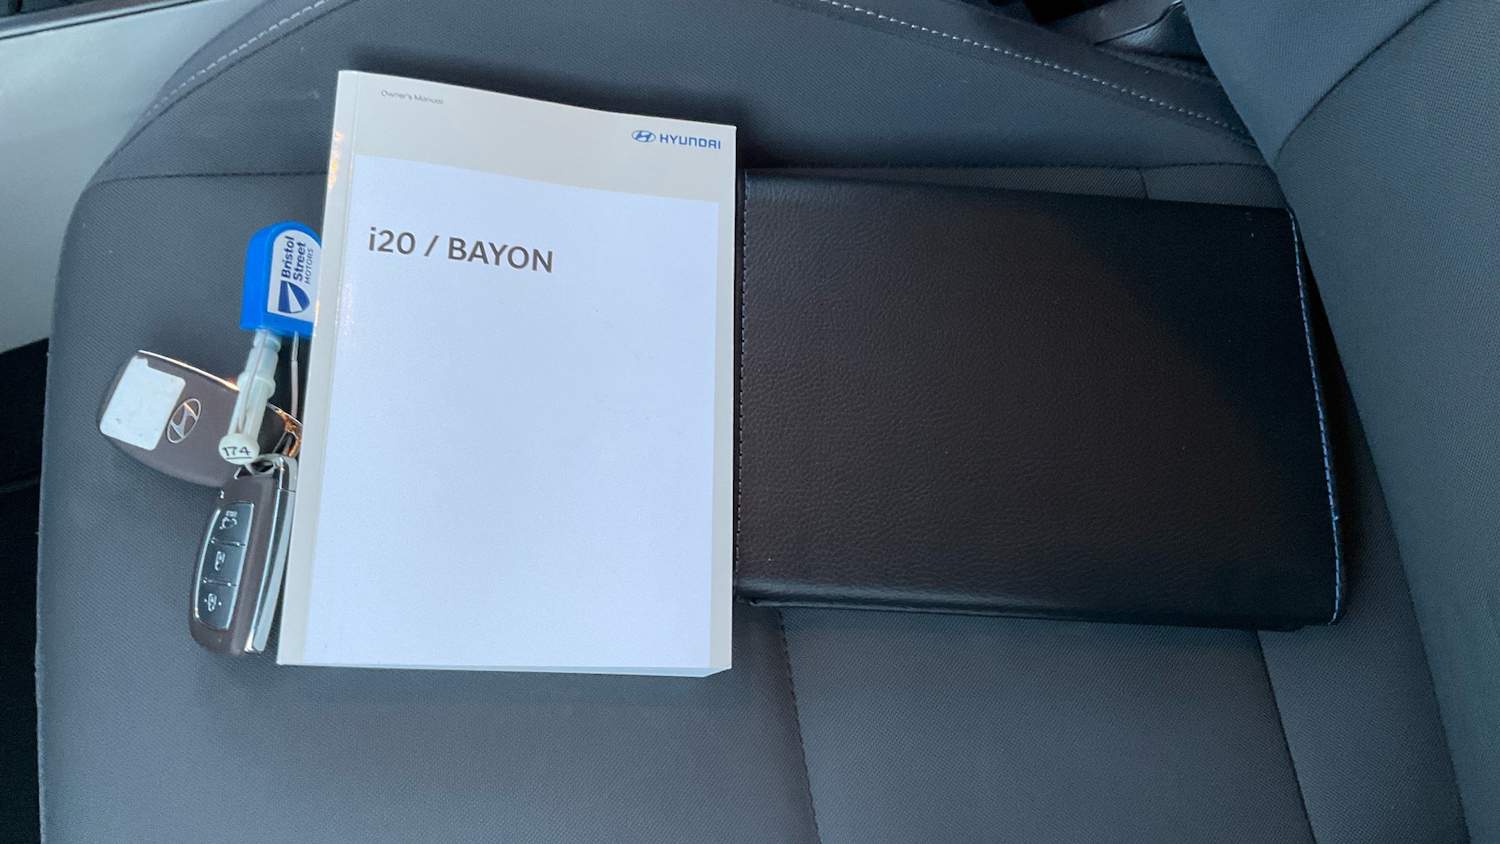 Owner's Manual
HYUNDAI
i20 / BAYON
Bristol
Street
MOTORS
174